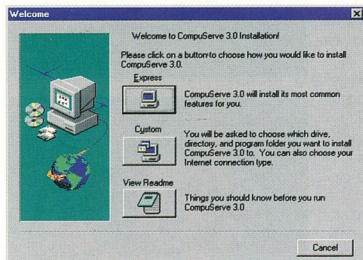 Welcome
Welcome to CompuServe 3.0 Installation!
Please click on a button to choose how you would like to install
CompuServe 3.0.
Express
CompuServe 3.0 will install its most common
features for you.
Custom
You will be asked to choose which drive,
directory, and program folder you want to install
CompuServe 3.0 to. You can also choose your
Internet connection type.
View Readme
Things you should know before you run
CompuServe 3.0
Cancel